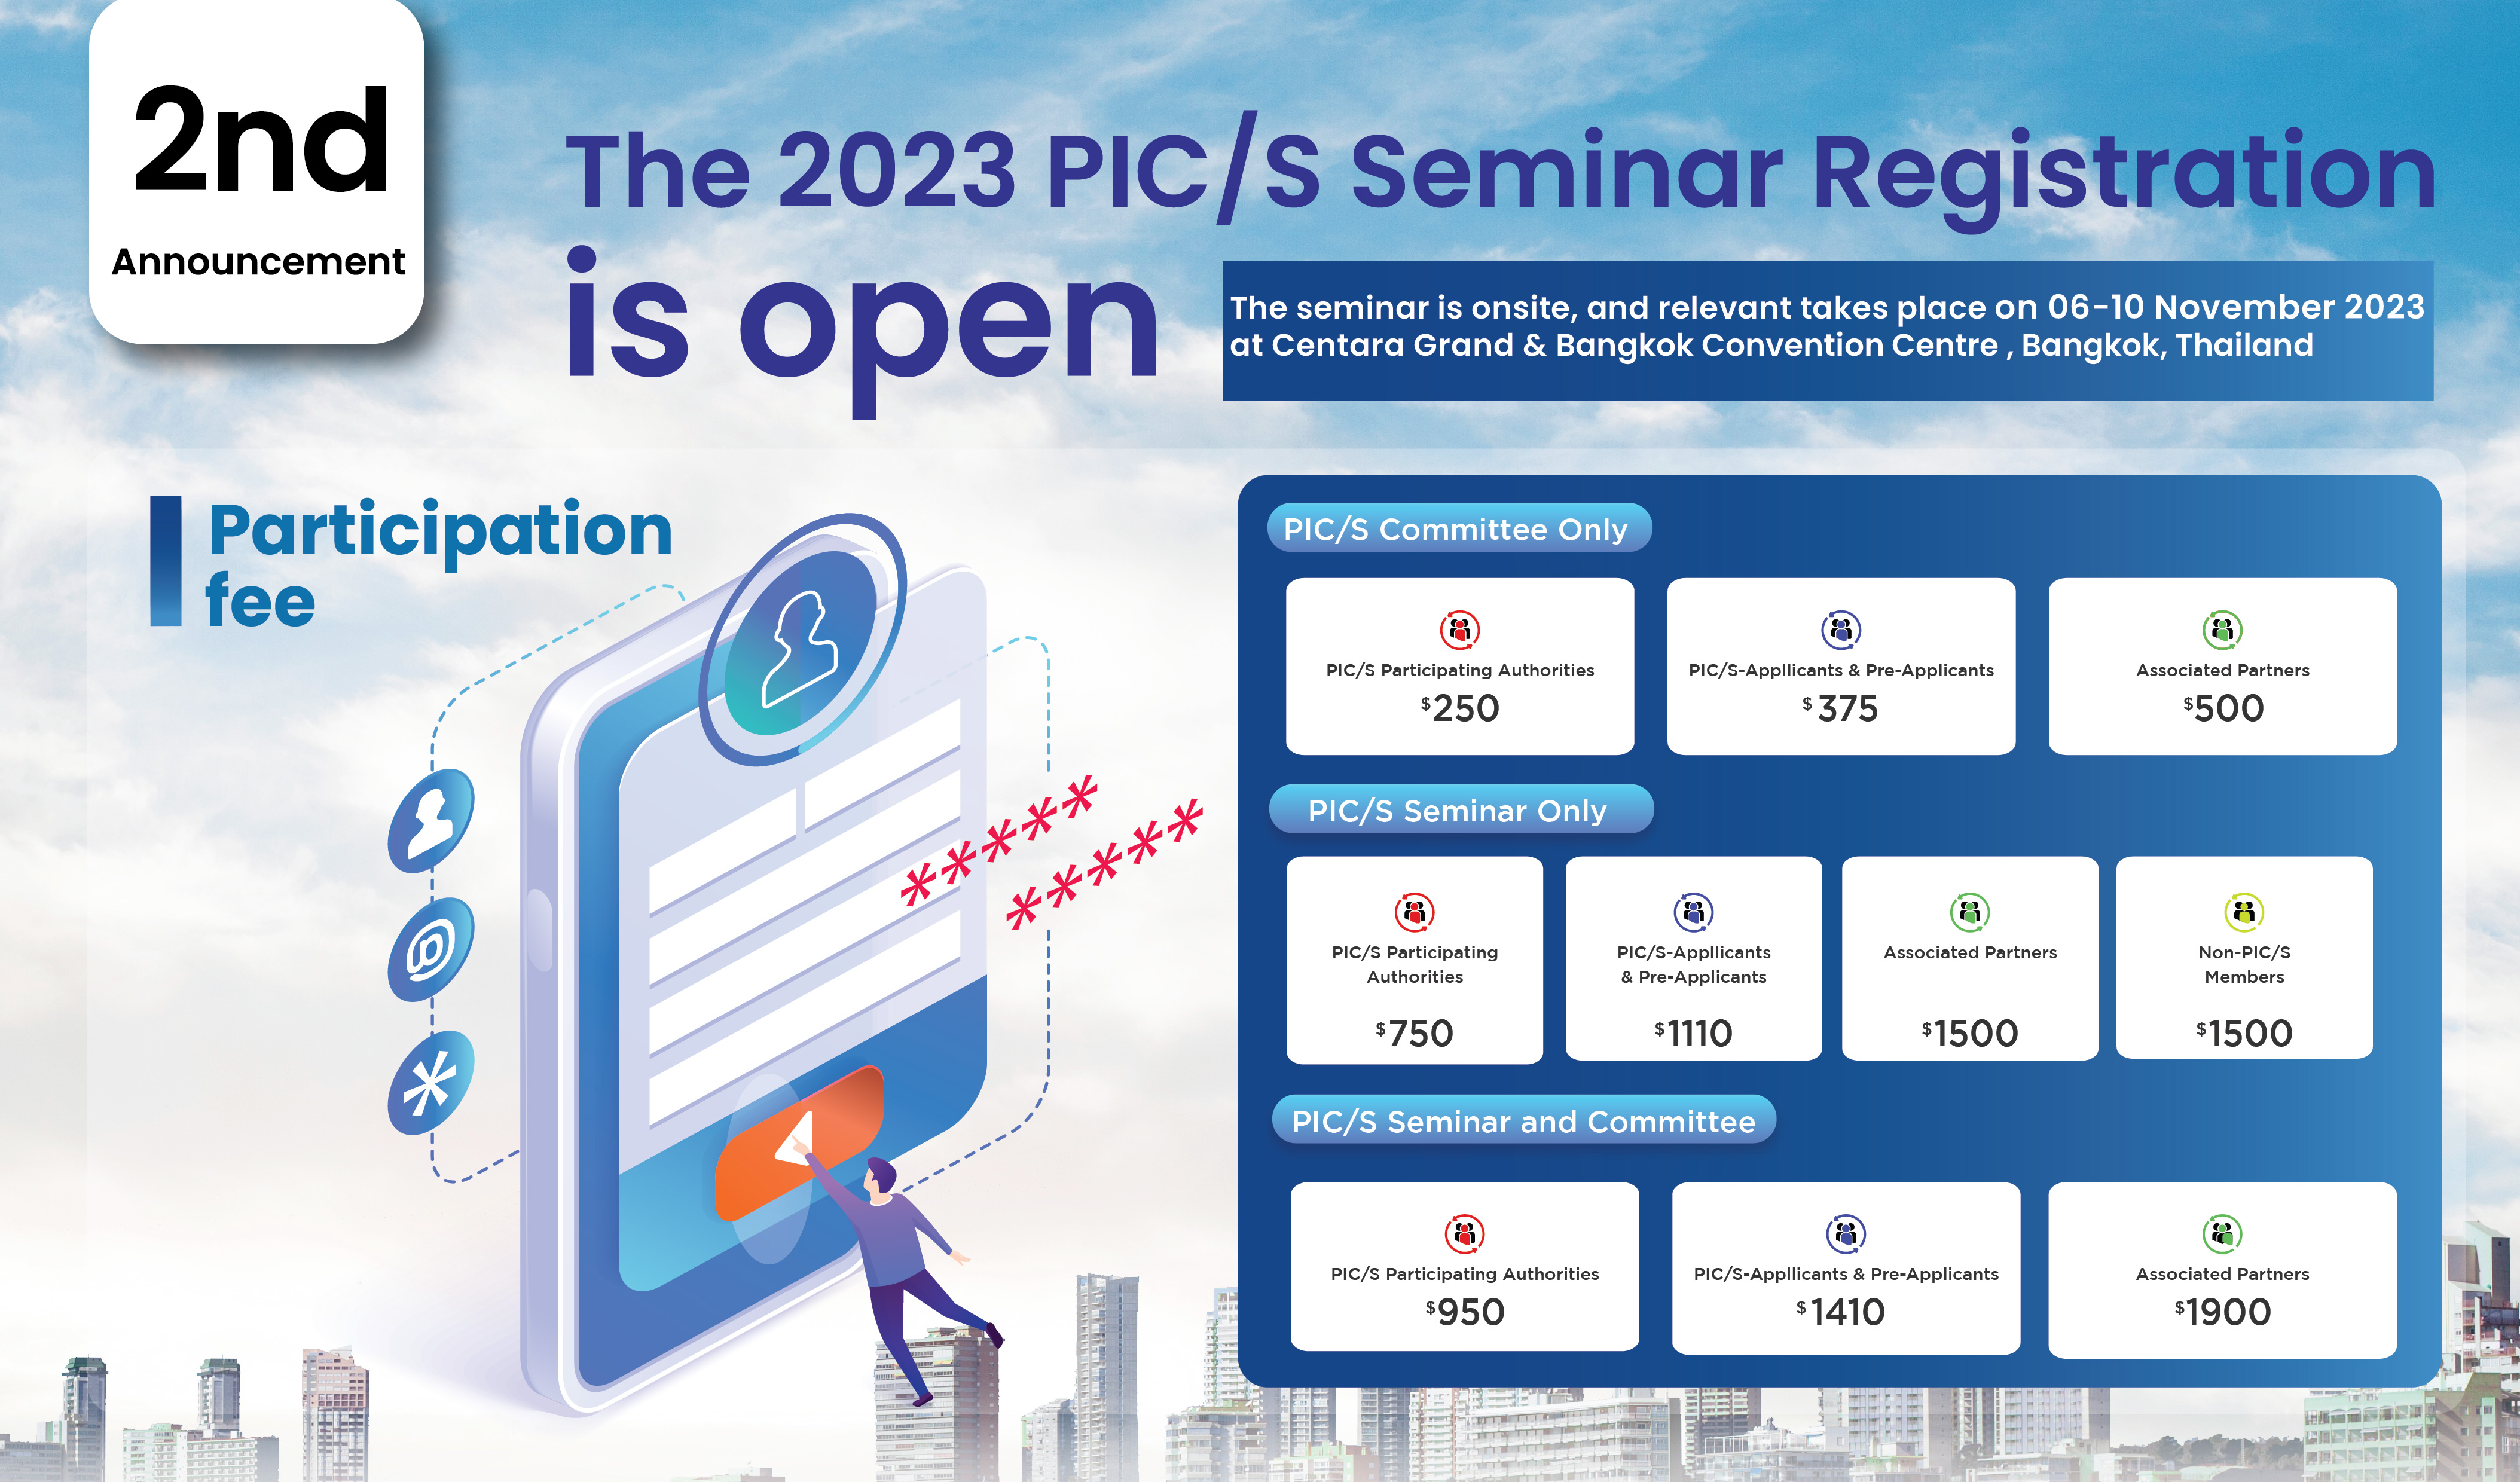 2nd
Announcement
The 2023 PIC/S Seminar Registration
is open
The seminar is onsite, and relevant takes place on 06-10 November 2023
at Centara Grand & Bangkok Convention Centre , Bangkok, Thailand
Participation
fee
@
*
*****
*****
PIC/S Committee Only
PIC/S Participating Authorities
$250
PIC/S-Appllicants & Pre-Applicants
$375
Associated Partners
$500
PIC/S Seminar Only
PIC/S Participating
Authorities
$750
PIC/S-Appllicants
& Pre-Applicants
$1110
Associated Partners
$1500
Non-PIC/S
Members
$1500
PIC/S Seminar and Committee
PIC/S Participating Authorities
$950
PIC/S-Appllicants & Pre-Applicants
$1410
Associated Partners
$1900